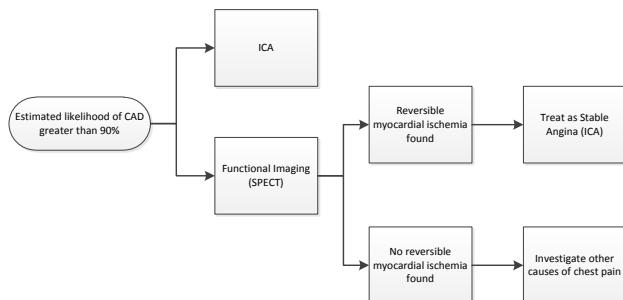 ICA
Estimated likelihood of CAD
greater than 90%
Functional Imaging
(SPECT)
Reversible
myocardial ischemia
found
Treat as Stable
Angina (ICA)
No reversible
myocardial ischemia
found
Investigate other
causes of chest pain